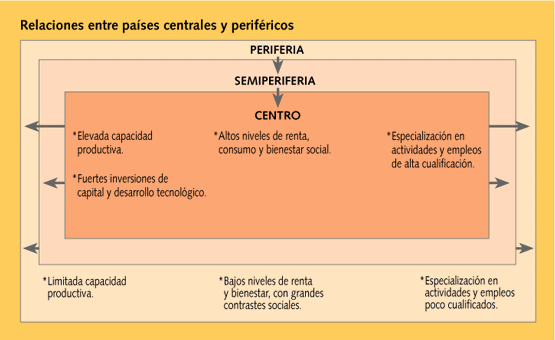 Relaciones entre países centrales y periféricos
PERIFERIA
SEMIPERIFERIA
CENTRO
*Elevada capacidad
productiva.
*Altos niveles de renta,
consumo y bienestar social.
*Especialización en
actividades y empleos
de alta cualificación.
*Fuertes inversiones de
capital y desarrollo tecnológico.
*Limitada capacidad
productiva.
*Bajos niveles de renta
y bienestar, con grandes
contrastes sociales.
*Especialización en
actividades y empleos
poco cualificados.